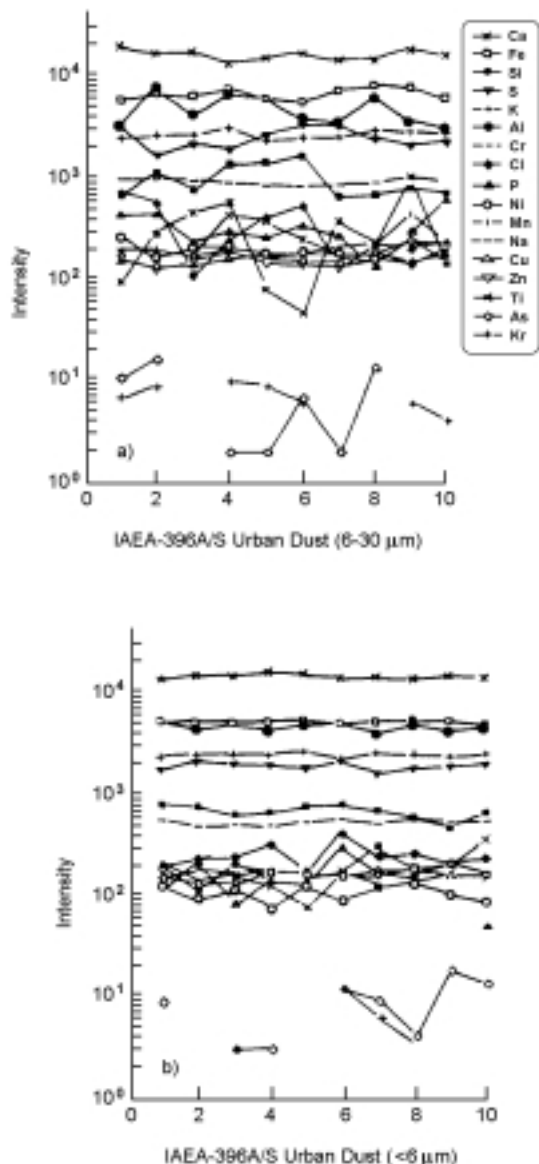 a)
10⁴
10³
10²
10¹
10⁰
Intensity
0 2 4 6 8 10
IAEA-396A/S Urban Dust (6-30 μm)
Ca
Fe
Si
S
K
Al
Cr
Cl
P
Ni
Mn
Na
Cu
Zn
Ti
As
Kr
b)
10⁴
10³
10²
10¹
10⁰
Intensity
0 2 4 6 8 10
IAEA-396A/S Urban Dust (<6 μm)